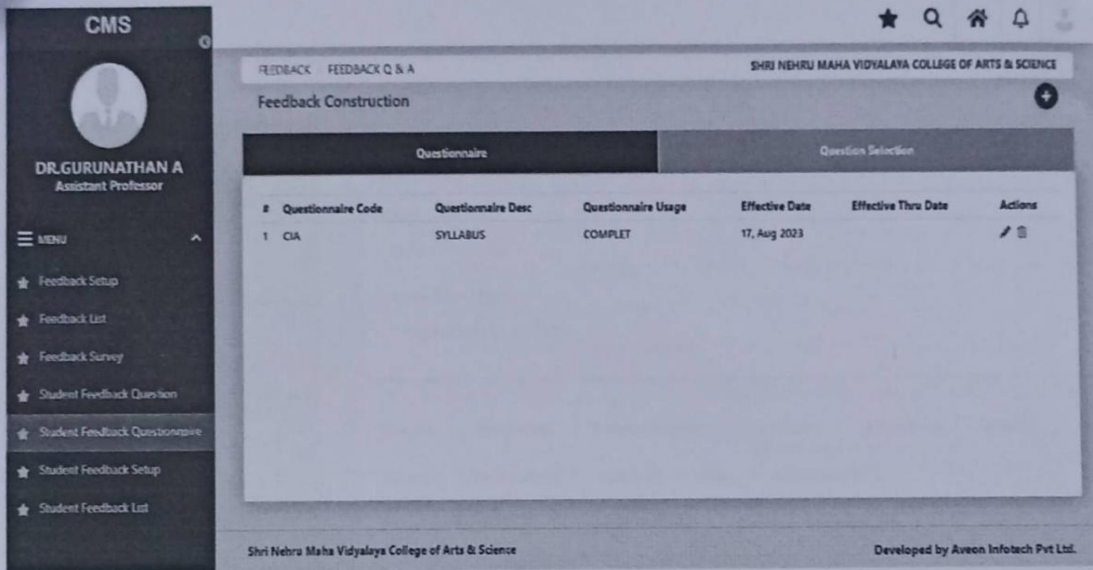 CMS
DR.GURUNATHAN A
Assistant Professor
MENU
Feedback Setup
Feedback List
Feedback Survey
Student Feedback Question
Student Feedback Questionnaire
Student Feedback Setup
Student Feedback List
FEEDBACK FEEDBACK Q & A
SHRI NEHRU MAHA VIDYALAYA COLLEGE OF ARTS & SCIENCE
Feedback Construction
Questionnaire
Question Selection
# Questionnaire Code Questionnaire Desc Questionnaire Usage Effective Date Effective Thru Date Actions
1 CIA SYLLABUS COMPLET 17, Aug 2023
Shri Nehru Maha Vidyalaya College of Arts & Science
Developed by Aveon Infotech Pvt Ltd.